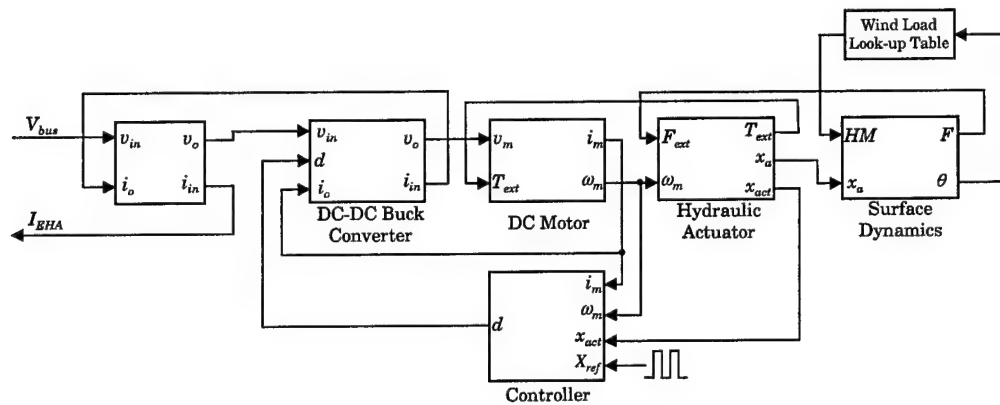 Wind Load
Look-up Table
V_bus
v_in
v_o
i_o
i_in
I_EHA
v_in
v_o
d
i_o
i_in
DC-DC Buck
Converter
v_m
i_m
T_ext
ω_m
DC Motor
F_ext
T_ext
x_a
ω_m
x_act
Hydraulic
Actuator
HM
F
x_a
θ
Surface
Dynamics
i_m
ω_m
d
x_act
X_ref
Controller